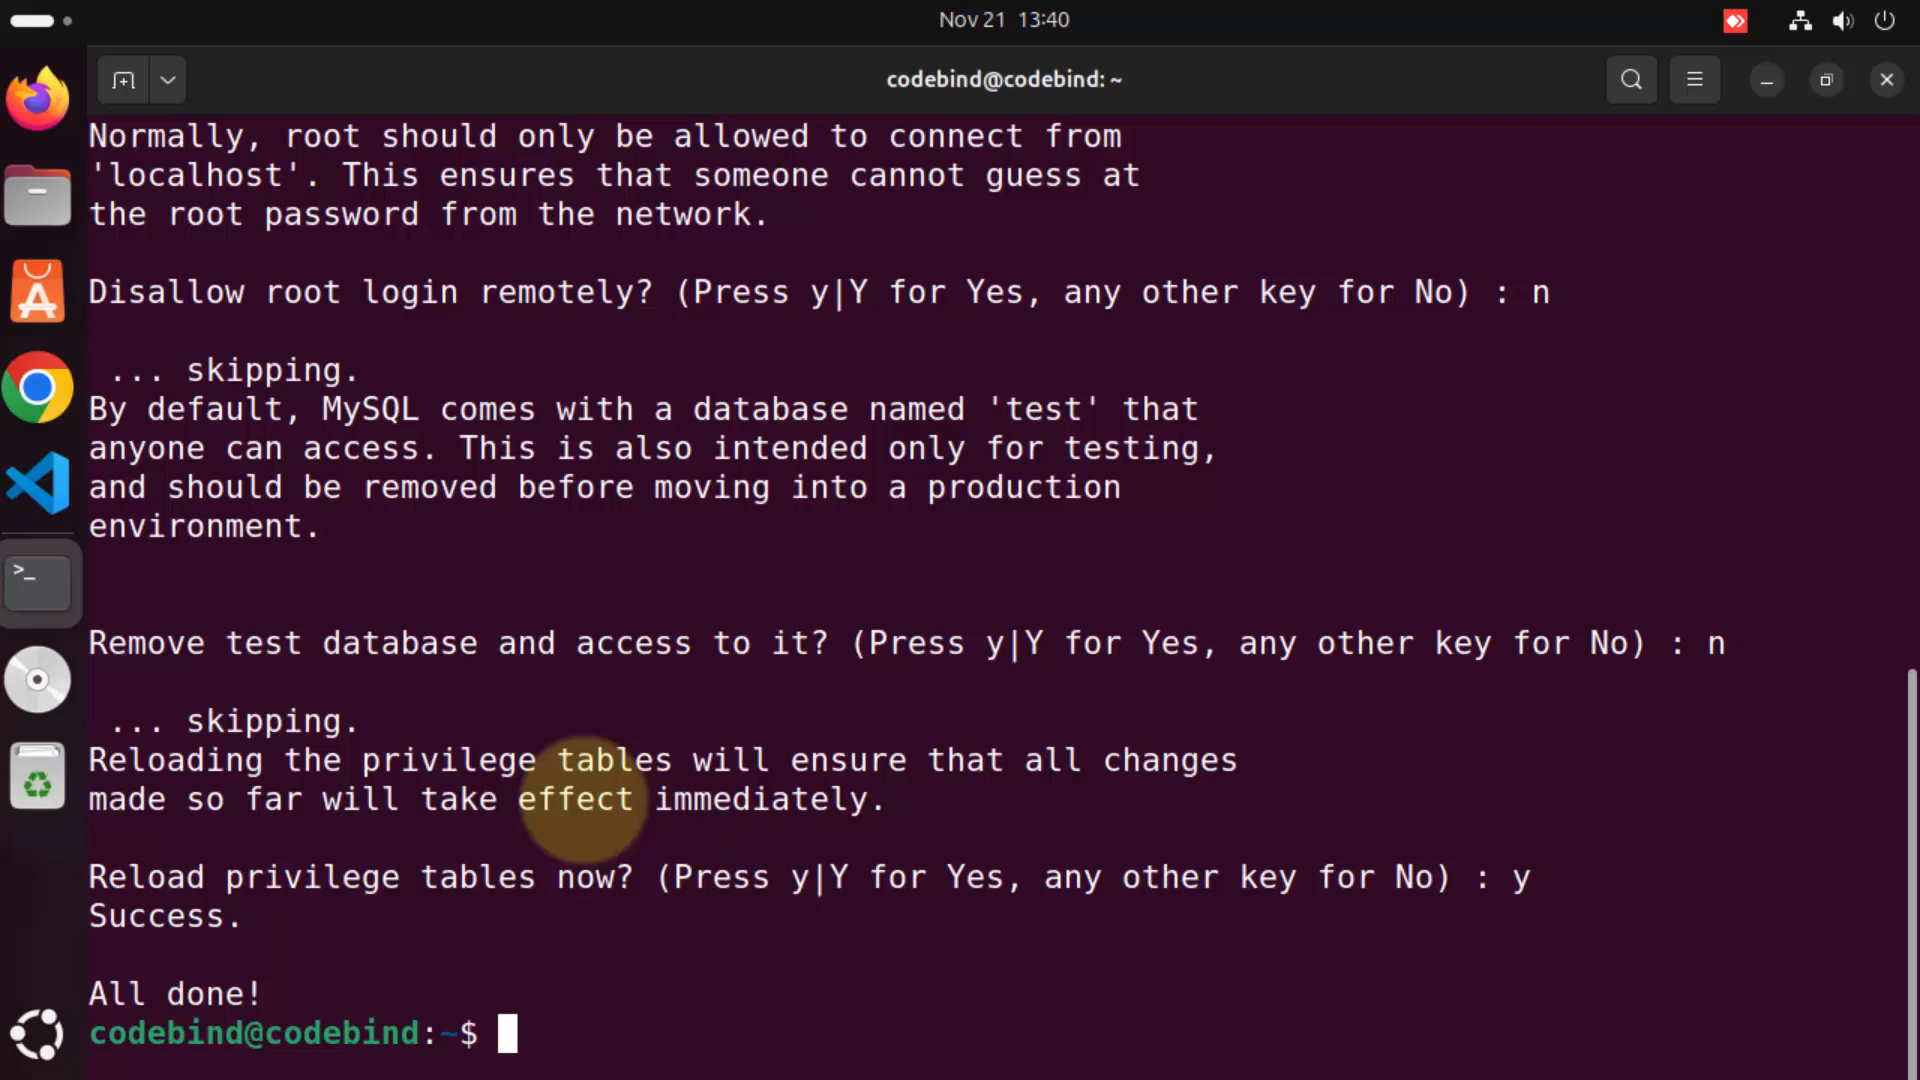 Nov 21 13:40
codebind@codebind: ~
Normally, root should only be allowed to connect from
'localhost'. This ensures that someone cannot guess at
the root password from the network.
Disallow root login remotely? (Press y|Y for Yes, any other key for No) : n
... skipping.
By default, MySQL comes with a database named 'test' that
anyone can access. This is also intended only for testing,
and should be removed before moving into a production
environment.
Remove test database and access to it? (Press y|Y for Yes, any other key for No) : n
... skipping.
Reloading the privilege tables will ensure that all changes
made so far will take effect immediately.
Reload privilege tables now? (Press y|Y for Yes, any other key for No) : y
Success.
All done!
codebind@codebind:~$